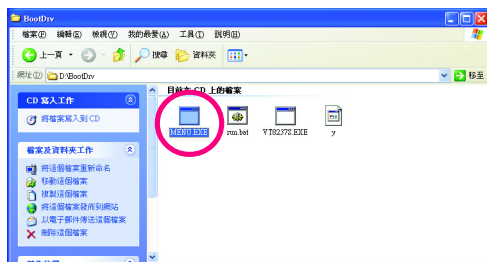 BootDrv
檔案(F) 編輯(E) 檢視(V) 我的最愛(A) 工具(T) 說明(H)
上一頁 搜尋 資料夾
網址(D) D:\BootDrv 移至
目前在 CD 上的檔案
CD 寫入工作
將檔案寫入到 CD
MENU.EXE run.bat VT8237S.EXE y
檔案及資料夾工作
將這個檔案重新命名
移動這個檔案
複製這個檔案
將這個檔案發佈到網站
以電子郵件傳送這個檔案
刪除這個檔案